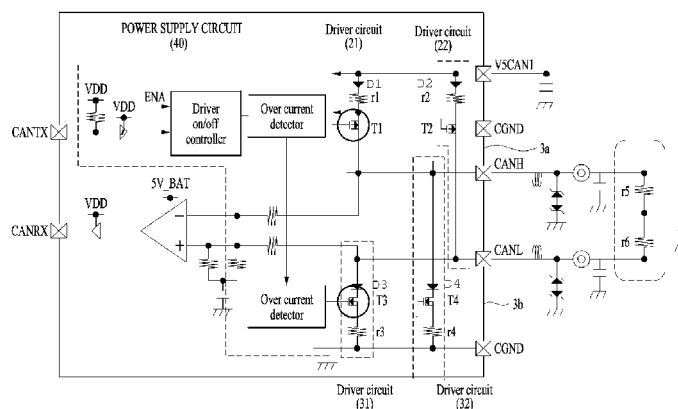 POWER SUPPLY CIRCUIT
(40)
Driver circuit
(21)
Driver circuit
(22)
V5CAN1
VDD
VDD
ENA
Driver
on/off
controller
Over current
detector
D1
r1
D2
r2
T1
T2
CANTX
CGND
3a
CANH
5V_BAT
VDD
CANRX
r5
r6
CANL
Over current
detector
D3
T3
r3
D4
T4
r4
3b
CGND
Driver circuit
(31)
Driver circuit
(32)